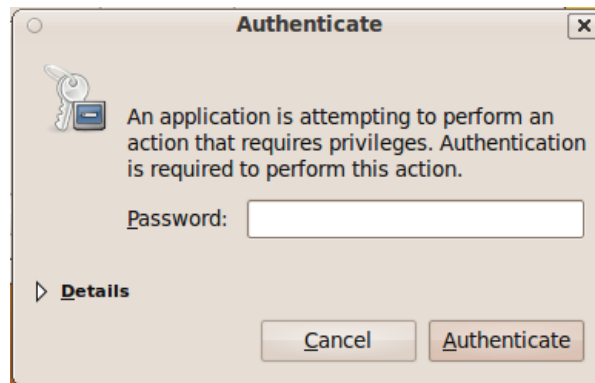 Authenticate
An application is attempting to perform an
action that requires privileges. Authentication
is required to perform this action.
Password:
Details
Cancel
Authenticate